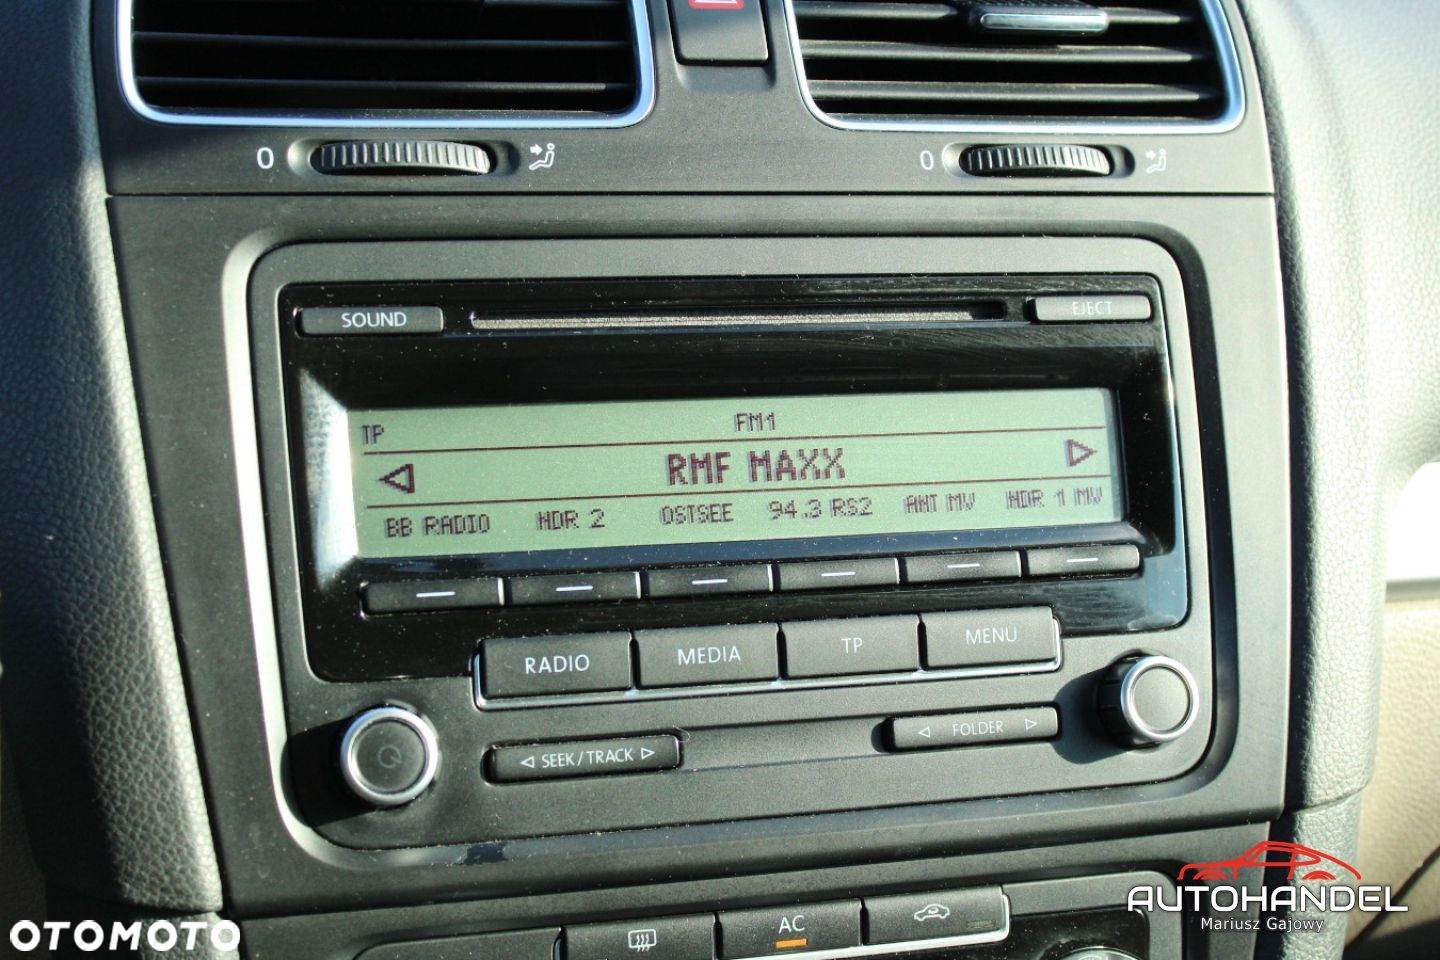 0
0
SOUND
EJECT
TP
FM1
RMF MAXX
BB RADIO
NDR 2
OSTSEE
94.3 RS2
ANT MV
NDR 1 MV
RADIO
MEDIA
TP
MENU
SEEK/TRACK
FOLDER
AC
OTOMOTO
AUTOHANDEL
Mariusz Gajowy